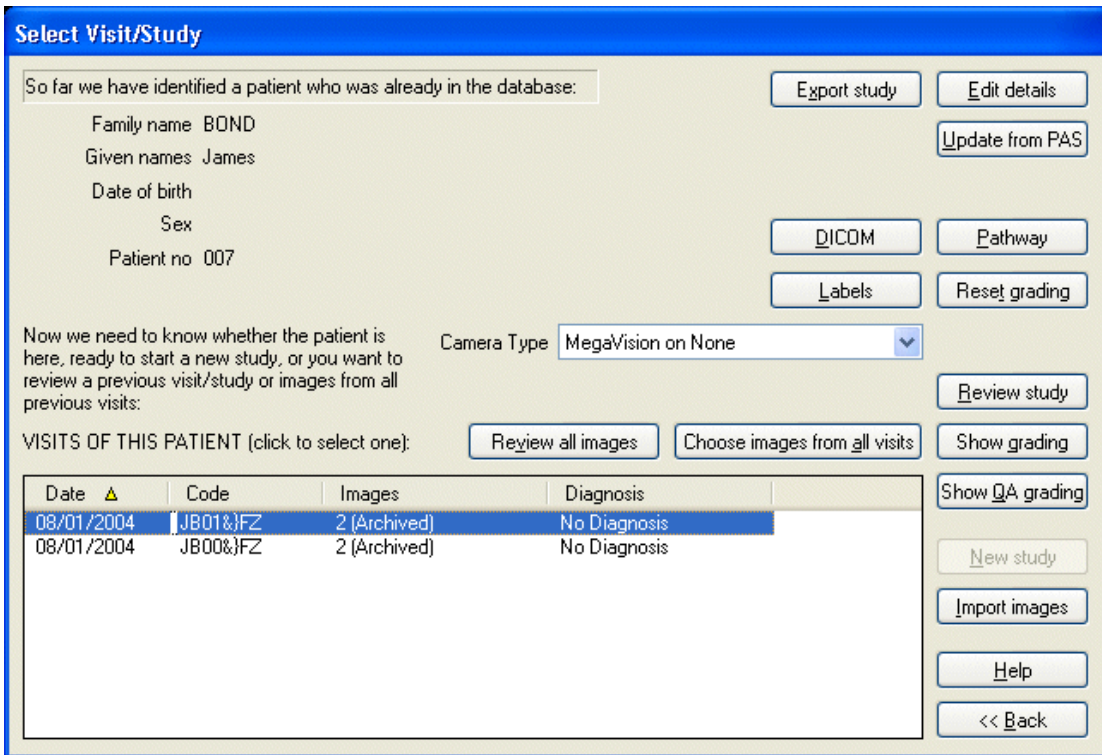 Select Visit/Study
So far we have identified a patient who was already in the database:
Export study
Edit details
Update from PAS
Family name BOND
Given names James
Date of birth
Sex
Patient no 007
DICOM
Pathway
Labels
Reset grading
Now we need to know whether the patient is
here, ready to start a new study, or you want to
review a previous visit/study or images from all
previous visits:
Camera Type MegaVision on None
Review study
VISITS OF THIS PATIENT (click to select one):
Review all images
Choose images from all visits
Show grading
Show QA grading
Date Code Images Diagnosis
08/01/2004 JB01&}FZ 2 (Archived) No Diagnosis
08/01/2004 JB00&}FZ 2 (Archived) No Diagnosis
New study
Import images
Help
<< Back